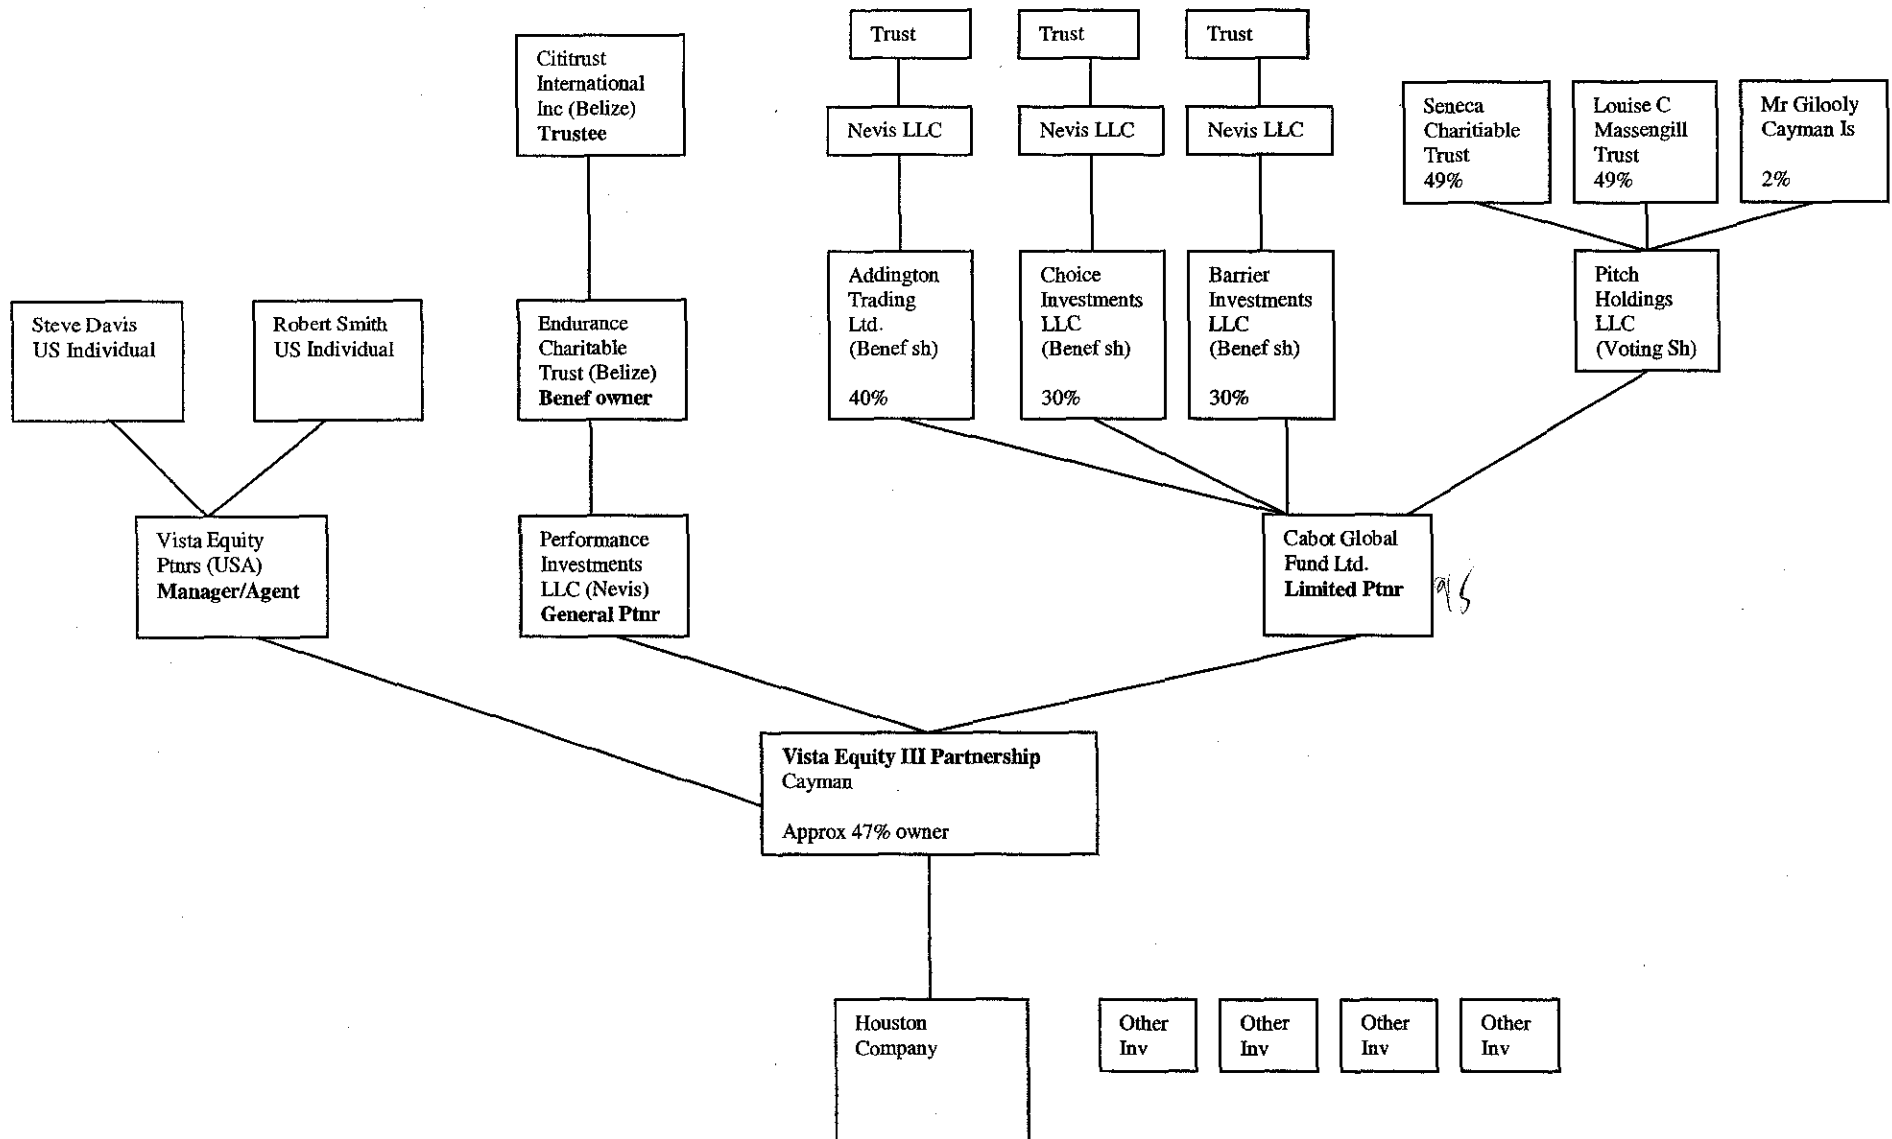 Trust
Trust
Trust
Cititrust
International
Inc (Belize)
Trustee
Nevis LLC
Nevis LLC
Nevis LLC
Seneca
Charitiable
Trust
49%
Louise C
Massengill
Trust
49%
Mr Gilooly
Cayman Is
2%
Steve Davis
US Individual
Robert Smith
US Individual
Endurance
Charitable
Trust (Belize)
Benef owner
Addington
Trading
Ltd.
(Benef sh)
40%
Choice
Investments
LLC
(Benef sh)
30%
Barrier
Investments
LLC
(Benef sh)
30%
Pitch
Holdings
LLC
(Voting Sh)
Vista Equity
Ptnrs (USA)
Manager/Agent
Performance
Investments
LLC (Nevis)
General Ptnr
Cabot Global
Fund Ltd.
Limited Ptnr
Vista Equity III Partnership
Cayman
Approx 47% owner
Houston
Company
Other
Inv
Other
Inv
Other
Inv
Other
Inv